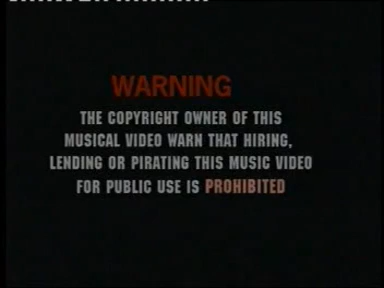 WARNING
THE COPYRIGHT OWNER OF THIS
MUSICAL VIDEO WARN THAT HIRING,
LENDING OR PIRATING THIS MUSIC VIDEO
FOR PUBLIC USE IS PROHIBITED